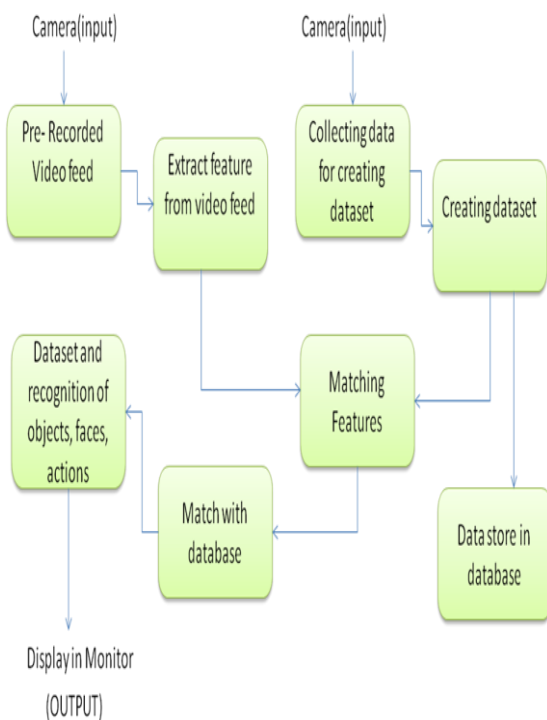 Camera(input)
Camera(input)
Pre- Recorded
Video feed
Extract feature
from video feed
Collecting data
for creating
dataset
Creating dataset
Dataset and
recognition of
objects, faces,
actions
Matching
Features
Match with
database
Data store in
database
Display in Monitor
(OUTPUT)